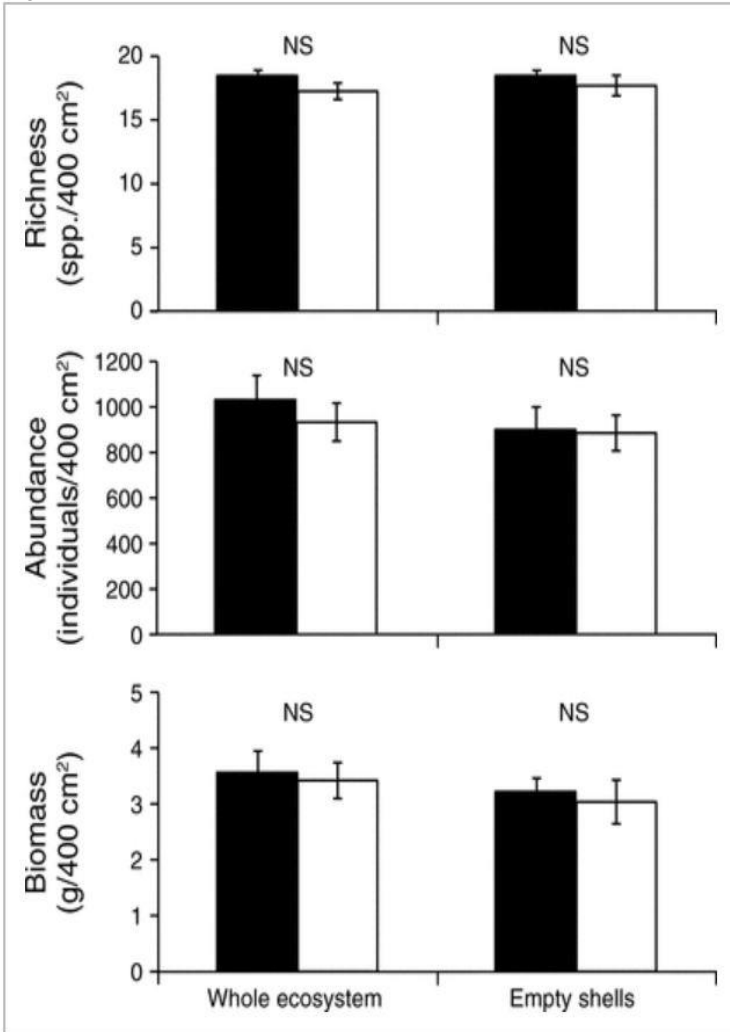 NS
NS
Richness
(spp./400 cm²)
20
15
10
5
0
NS
NS
Abundance
(individuals/400 cm²)
1200
1000
800
600
400
200
0
NS
NS
Biomass
(g/400 cm²)
5
4
3
2
1
0
Whole ecosystem
Empty shells